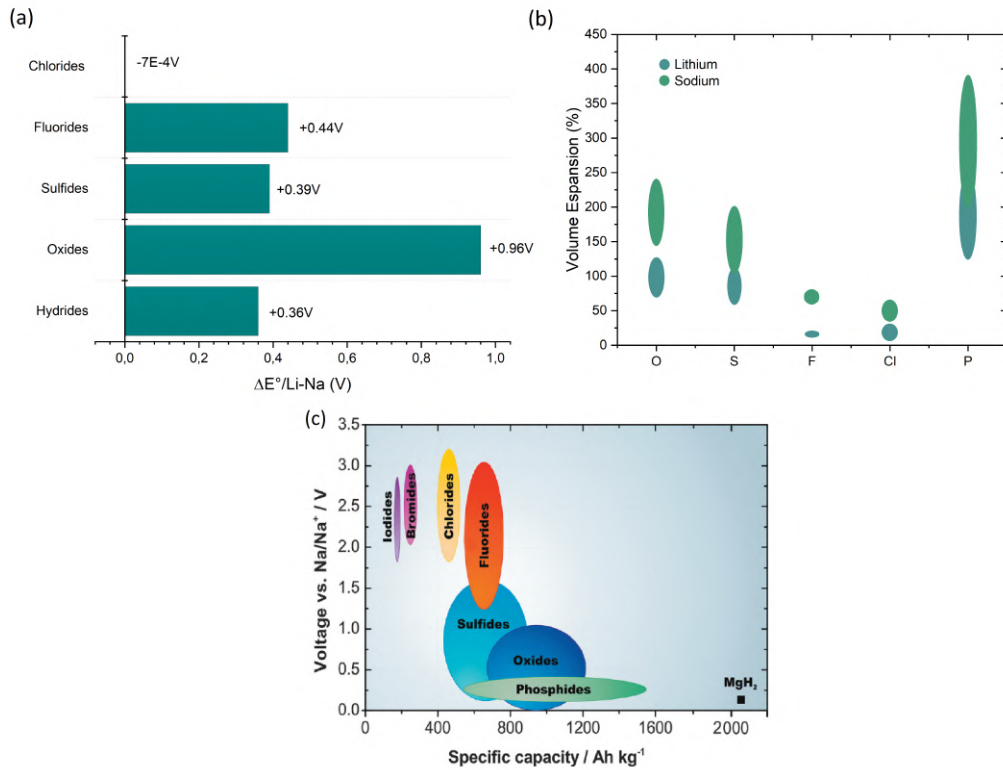 (a)
Chlorides
-7E-4V
Fluorides
+0.44V
Sulfides
+0.39V
Oxides
+0.96V
Hydrides
+0.36V
0,0 0,2 0,4 0,6 0,8 1,0
ΔE°/Li-Na (V)
(b)
Lithium
Sodium
Volume Espansion (%)
450
400
350
300
250
200
150
100
50
0
O S F Cl P
(c)
Voltage vs. Na/Na⁺ / V
3.5
3.0
2.5
2.0
1.5
1.0
0.5
0.0
Iodides
Bromides
Chlorides
Fluorides
Sulfides
Oxides
Phosphides
MgH₂
0 400 800 1200 1600 2000
Specific capacity / Ah kg⁻¹